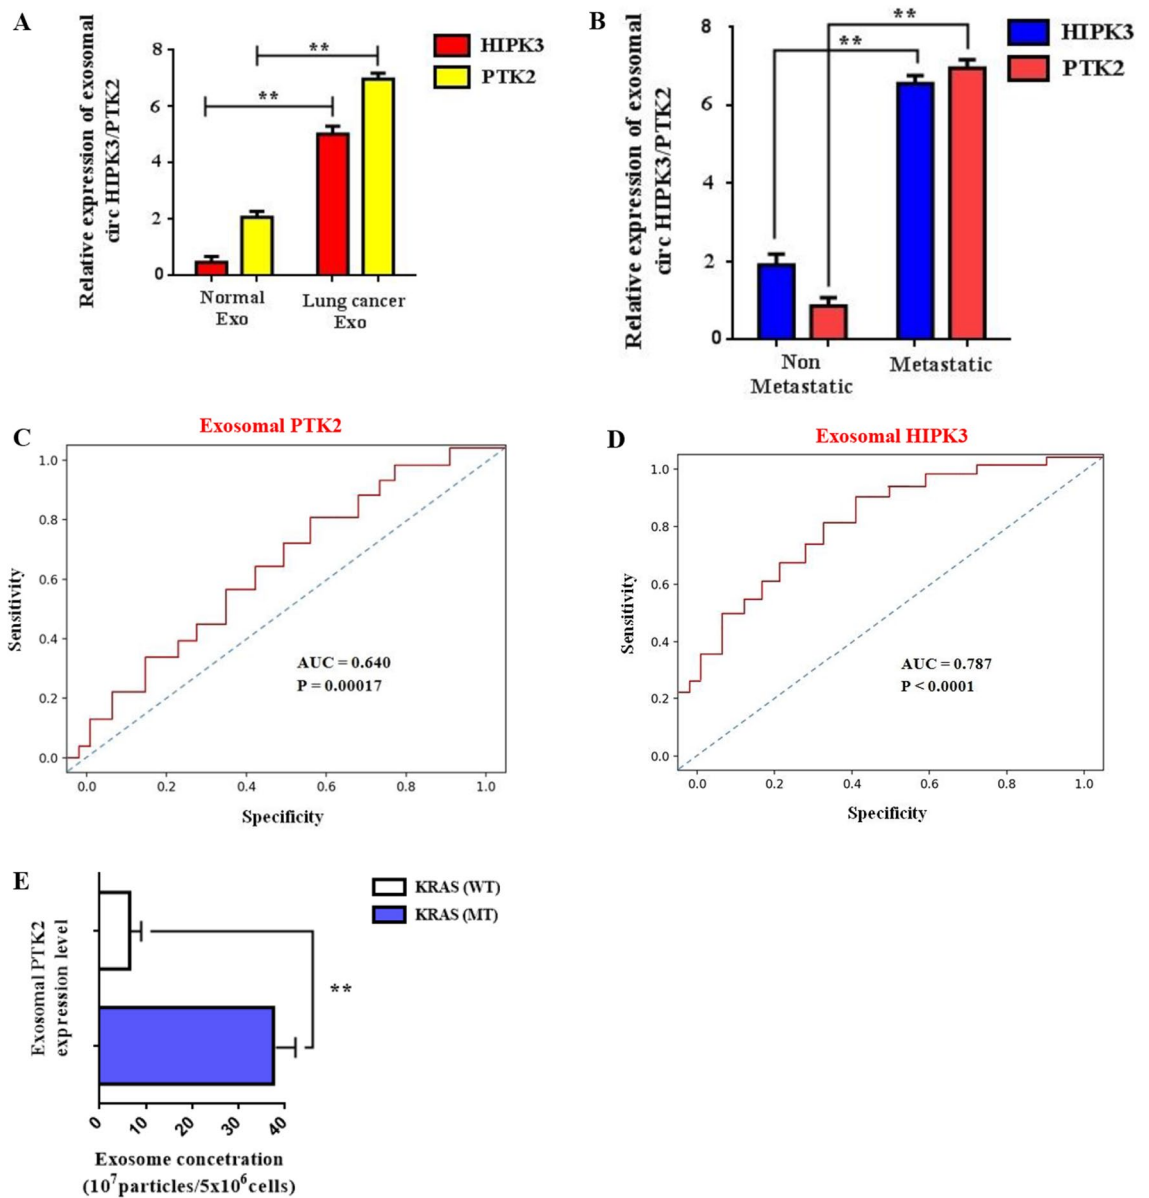 A
Relative expression of exosomal
circ HIPK3/PTK2
8
6
4
2
0
**
**
HIPK3
PTK2
Normal
Exo
Lung cancer
Exo
B
Relative expression of exosomal
circ HIPK3/PTK2
8
6
4
2
0
**
**
HIPK3
PTK2
Non
Metastatic
Metastatic
C
Exosomal PTK2
Sensitivity
1.0
0.8
0.6
0.4
0.2
0.0
AUC = 0.640
P = 0.00017
0.0 0.2 0.4 0.6 0.8 1.0
Specificity
D
Exosomal HIPK3
Sensitivity
1.0
0.8
0.6
0.4
0.2
0.0
AUC = 0.787
P < 0.0001
0.0 0.2 0.4 0.6 0.8 1.0
Specificity
E
Exosomal PTK2
expression level
KRAS (WT)
KRAS (MT)
**
0 10 20 30 40
Exosome concetration
(10⁷particles/5x10⁶cells)